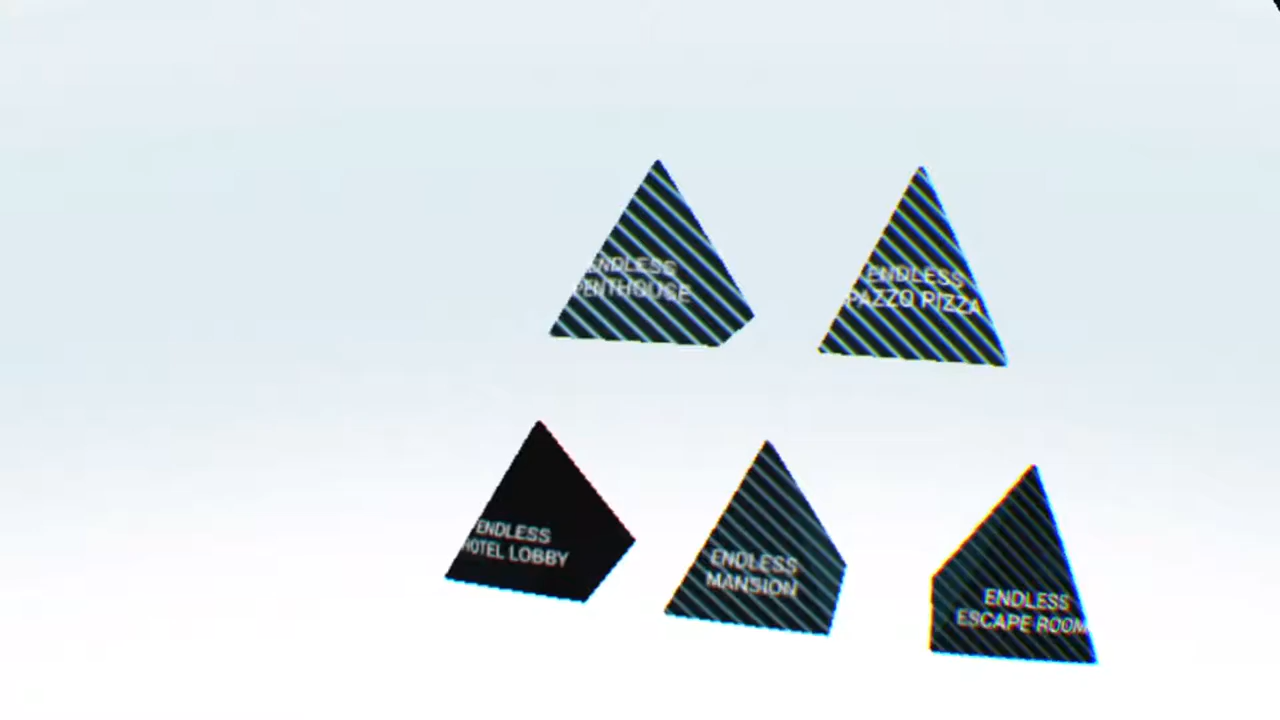 ENDLESS
PENTHOUSE
ENDLESS
PAZZO PIZZA
ENDLESS
HOTEL LOBBY
ENDLESS
MANSION
ENDLESS
ESCAPE ROOM